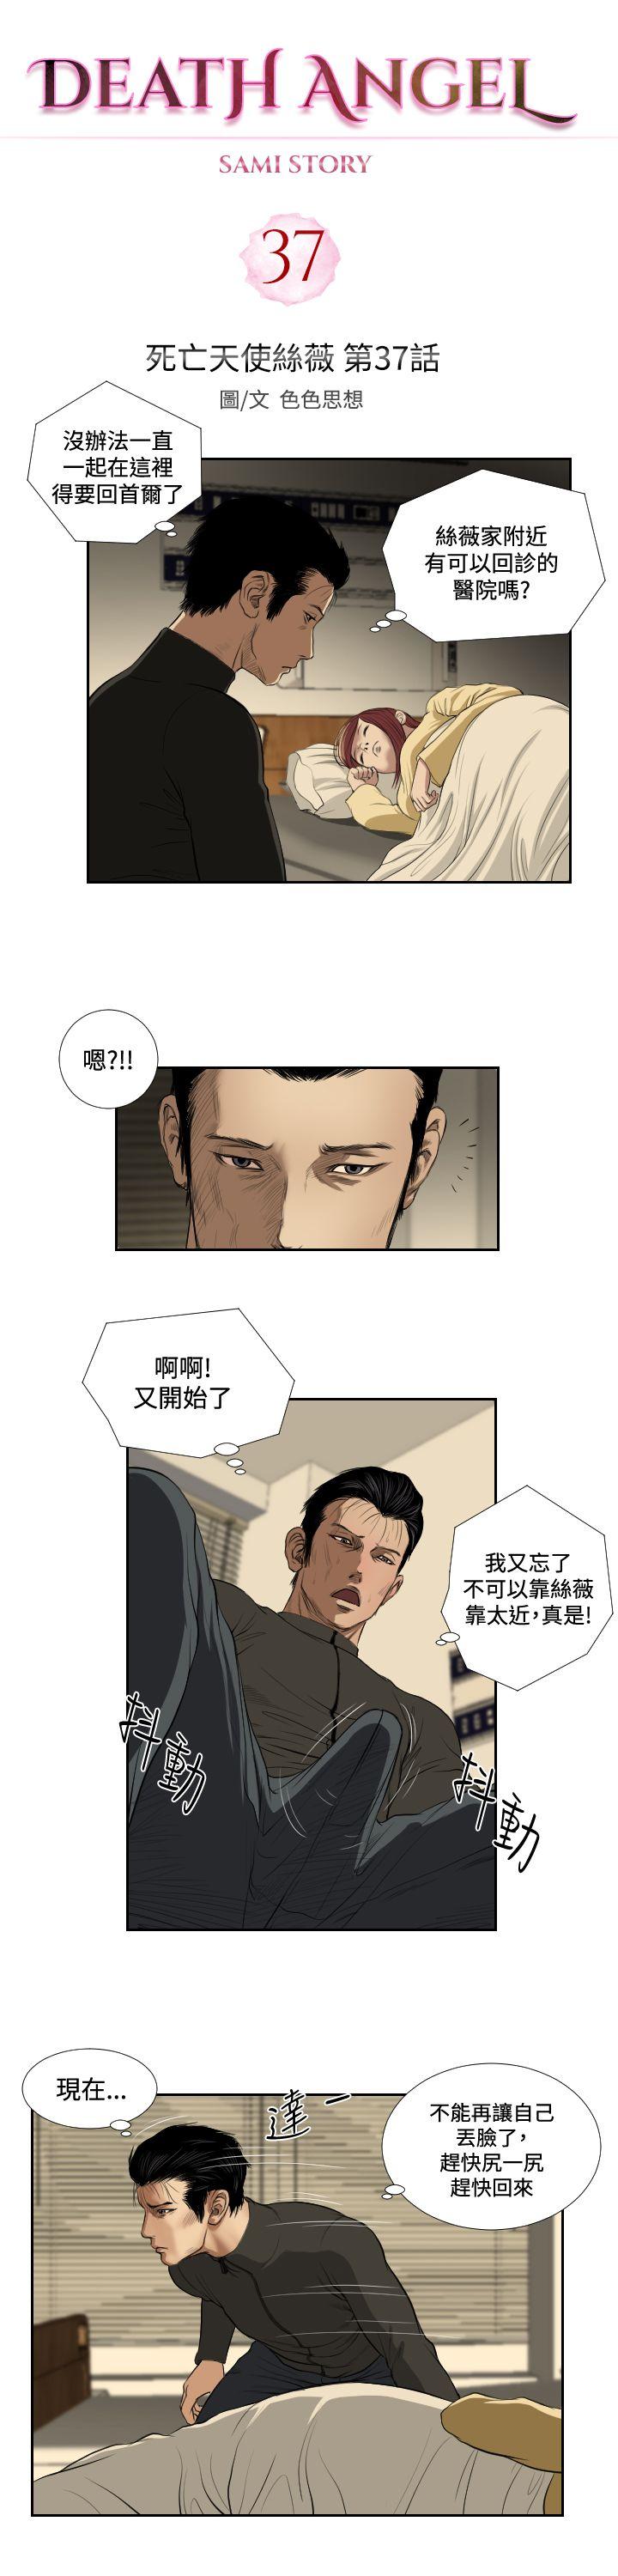 DEATH ANGEL
SAMI STORY
37
死亡天使絲薇 第37話
圖/文 色色思想
沒辦法一直
一起在這裡
得要回首爾了
絲薇家附近
有可以回診的
醫院嗎?
嗯?!!
啊啊!
又開始了
我又忘了
不可以靠絲薇
靠太近，真是!
抖動
抖動
現在...
達一
不能再讓自己
丟臉了，
趕快尻一尻
趕快回來